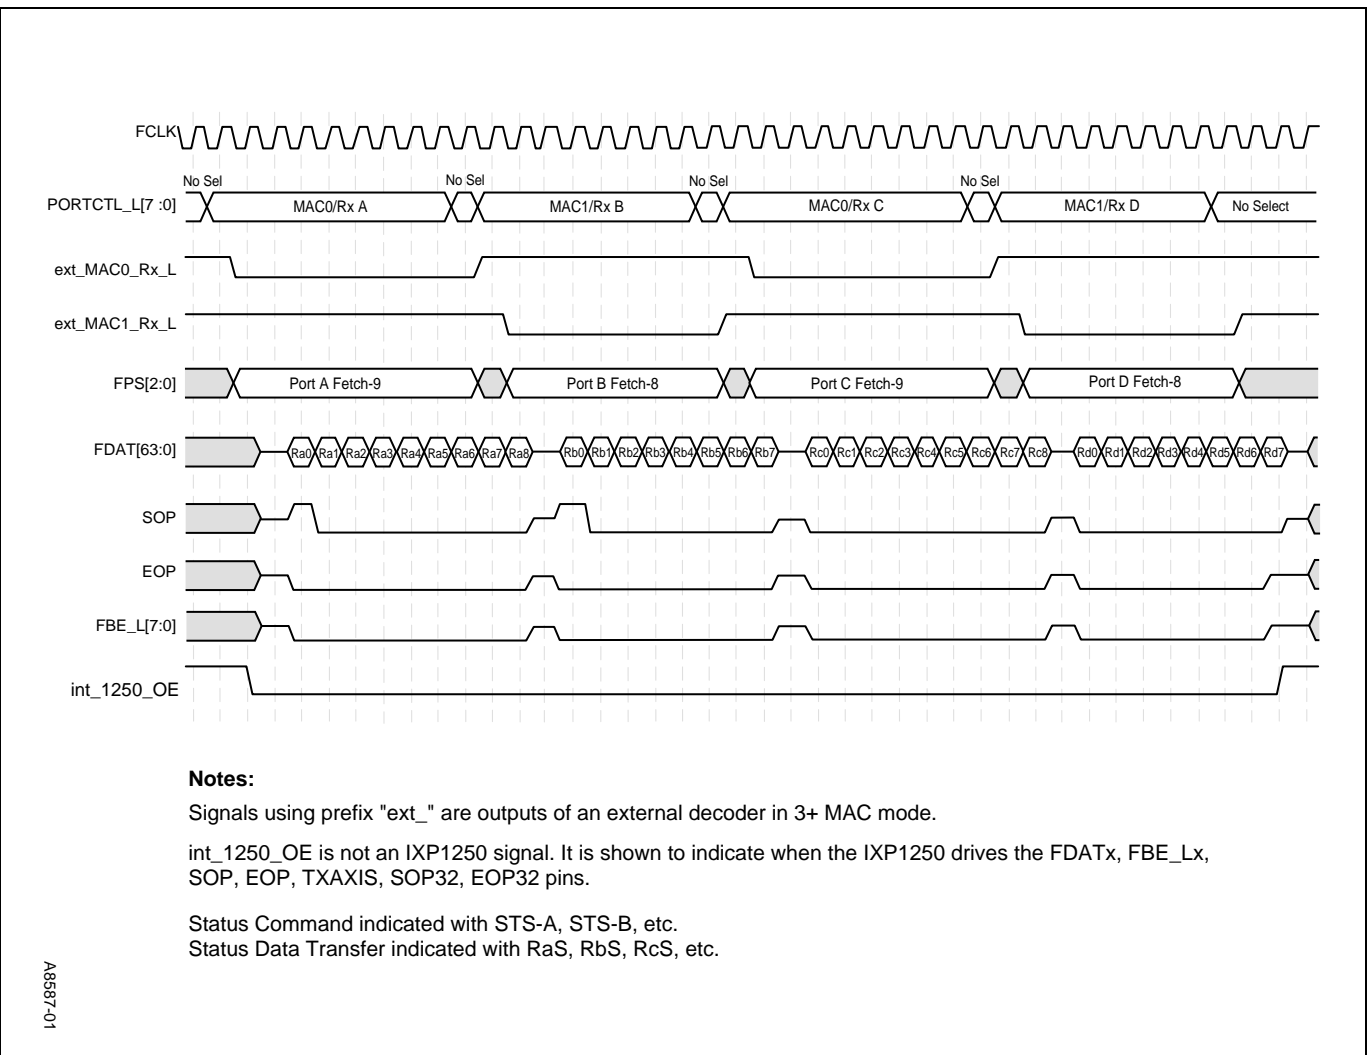 FCLK
No Sel No Sel No Sel No Sel
PORTCTL_L[7 :0] MAC0/Rx A MAC1/Rx B MAC0/Rx C MAC1/Rx D No Select
ext_MAC0_Rx_L
ext_MAC1_Rx_L
FPS[2:0] Port A Fetch-9 Port B Fetch-8 Port C Fetch-9 Port D Fetch-8
FDAT[63:0] Ra0 Ra1 Ra2 Ra3 Ra4 Ra5 Ra6 Ra7 Ra8 Rb0 Rb1 Rb2 Rb3 Rb4 Rb5 Rb6 Rb7 Rc0 Rc1 Rc2 Rc3 Rc4 Rc5 Rc6 Rc7 Rc8 Rd0 Rd1 Rd2 Rd3 Rd4 Rd5 Rd6 Rd7
SOP
EOP
FBE_L[7:0]
int_1250_OE
Notes:
Signals using prefix "ext_" are outputs of an external decoder in 3+ MAC mode.
int_1250_OE is not an IXP1250 signal. It is shown to indicate when the IXP1250 drives the FDATx, FBE_Lx,
SOP, EOP, TXAXIS, SOP32, EOP32 pins.
Status Command indicated with STS-A, STS-B, etc.
Status Data Transfer indicated with RaS, RbS, RcS, etc.
A8587-01